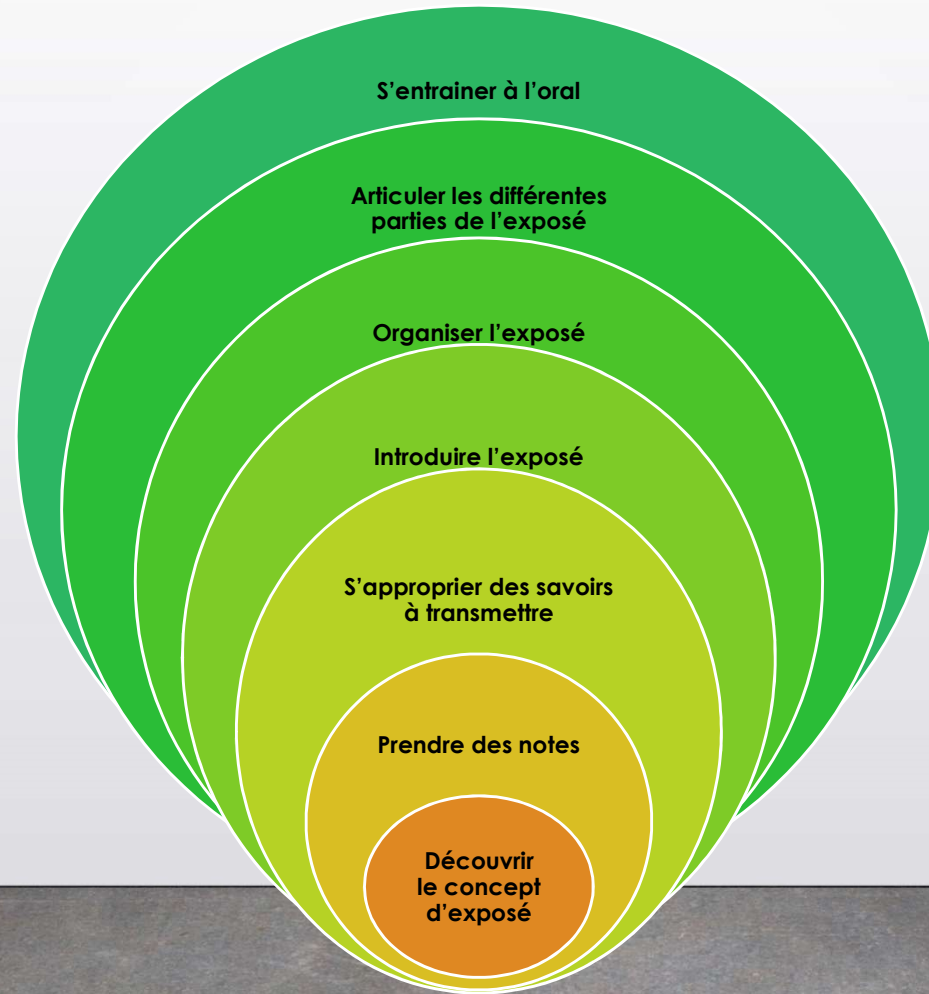 S’entrainer à l’oral
Articuler les différentes
parties de l’exposé
Organiser l’exposé
Introduire l’exposé
S’approprier des savoirs
à transmettre
Prendre des notes
Découvrir
le concept
d’exposé